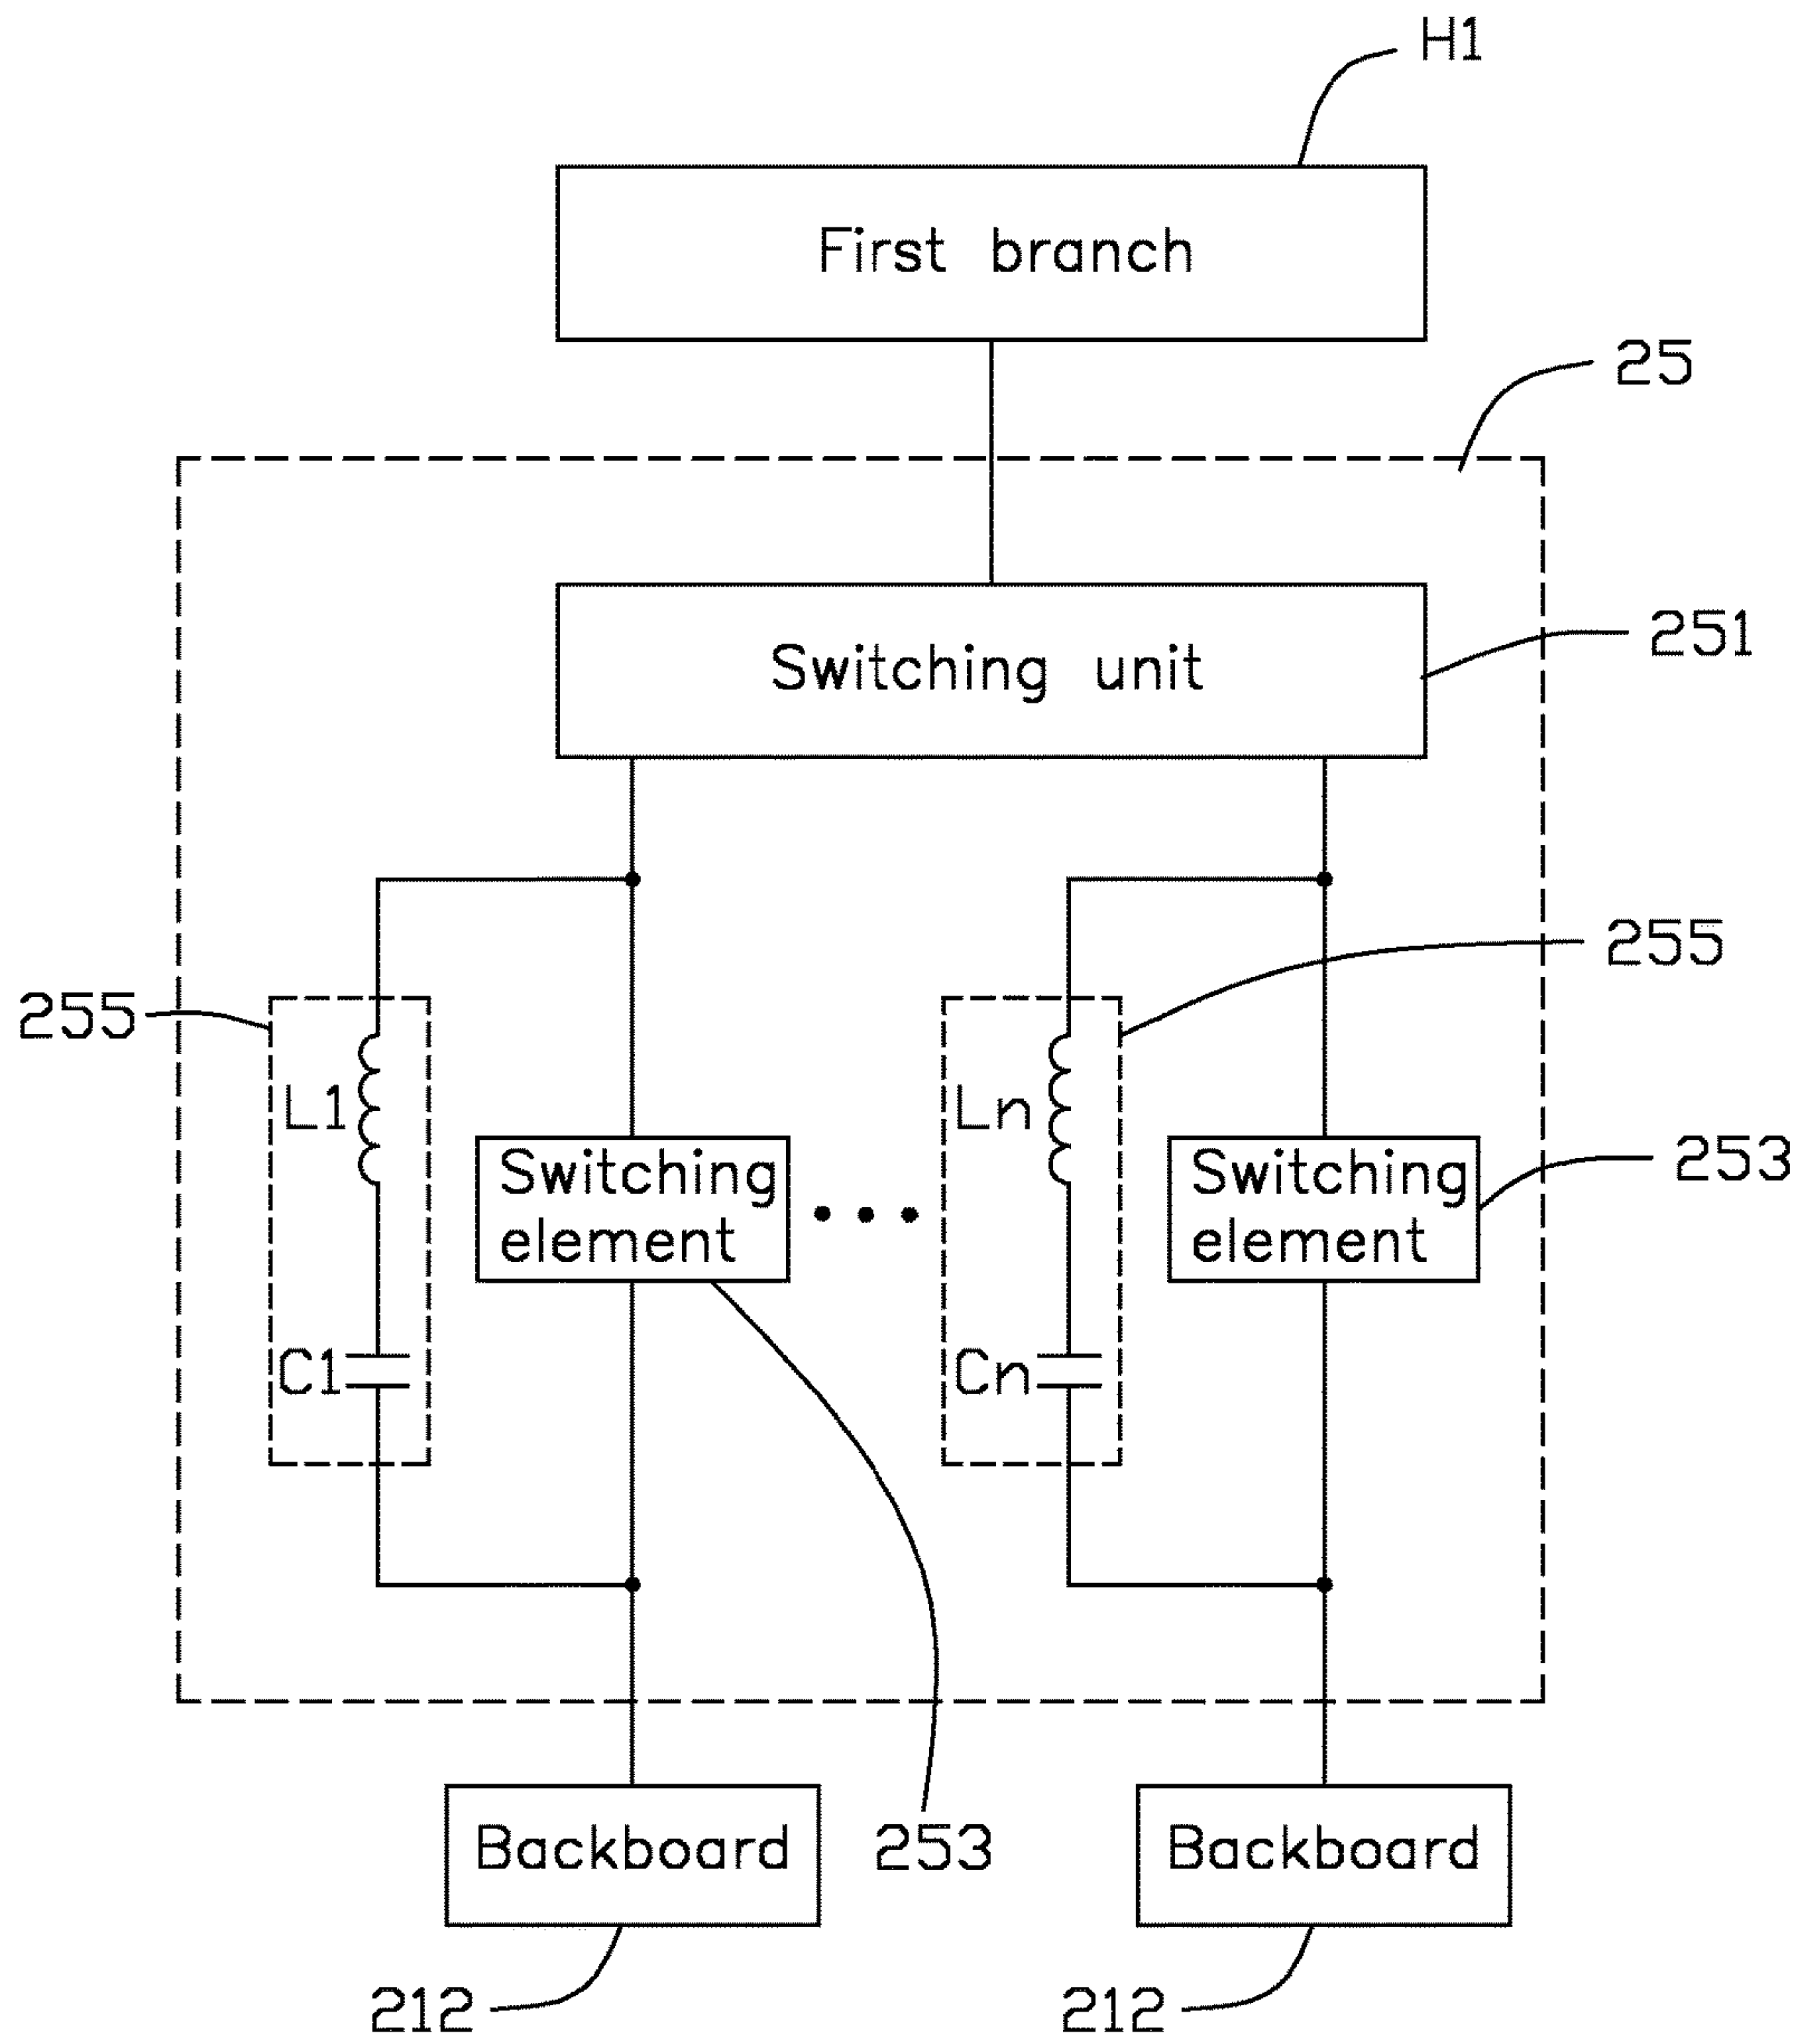 H1
First branch
25
Switching unit
251
255
255
L1
Ln
Switching
element
Switching
element
253
C1
Cn
Backboard
253
Backboard
212
212